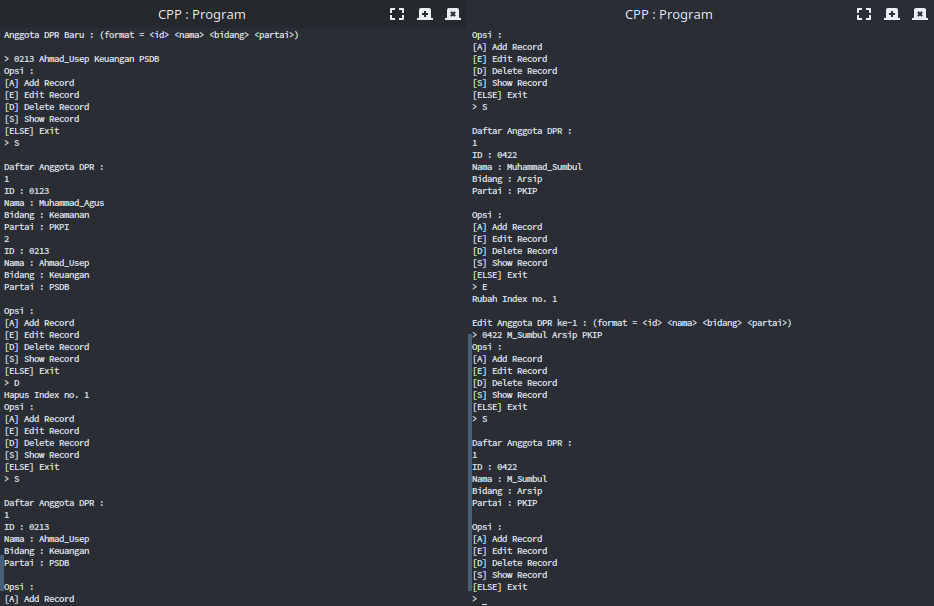 CPP : Program
Anggota DPR Baru : (format = <id> <nama> <bidang> <partai>)
> 0213 Ahmad_Usep Keuangan PSDB
Opsi :
[A] Add Record
[E] Edit Record
[D] Delete Record
[S] Show Record
[ELSE] Exit
> S
Daftar Anggota DPR :
1
ID : 0123
Nama : Muhammad_Agus
Bidang : Keamanan
Partai : PKPI
2
ID : 0213
Nama : Ahmad_Usep
Bidang : Keuangan
Partai : PSDB
Opsi :
[A] Add Record
[E] Edit Record
[D] Delete Record
[S] Show Record
[ELSE] Exit
> D
Hapus Index no. 1
Opsi :
[A] Add Record
[E] Edit Record
[D] Delete Record
[S] Show Record
[ELSE] Exit
> S
Daftar Anggota DPR :
1
ID : 0213
Nama : Ahmad_Usep
Bidang : Keuangan
Partai : PSDB
Opsi :
[A] Add Record
CPP : Program
Opsi :
[A] Add Record
[E] Edit Record
[D] Delete Record
[S] Show Record
[ELSE] Exit
> S
Daftar Anggota DPR :
1
ID : 0422
Nama : Muhammad_Sumbul
Bidang : Arsip
Partai : PKIP
Opsi :
[A] Add Record
[E] Edit Record
[D] Delete Record
[S] Show Record
[ELSE] Exit
> E
Rubah Index no. 1
Edit Anggota DPR ke-1 : (format = <id> <nama> <bidang> <partai>)
> 0422 M_Sumbul Arsip PKIP
Opsi :
[A] Add Record
[E] Edit Record
[D] Delete Record
[S] Show Record
[ELSE] Exit
> S
Daftar Anggota DPR :
1
ID : 0422
Nama : M_Sumbul
Bidang : Arsip
Partai : PKIP
Opsi :
[A] Add Record
[E] Edit Record
[D] Delete Record
[S] Show Record
[ELSE] Exit
> _